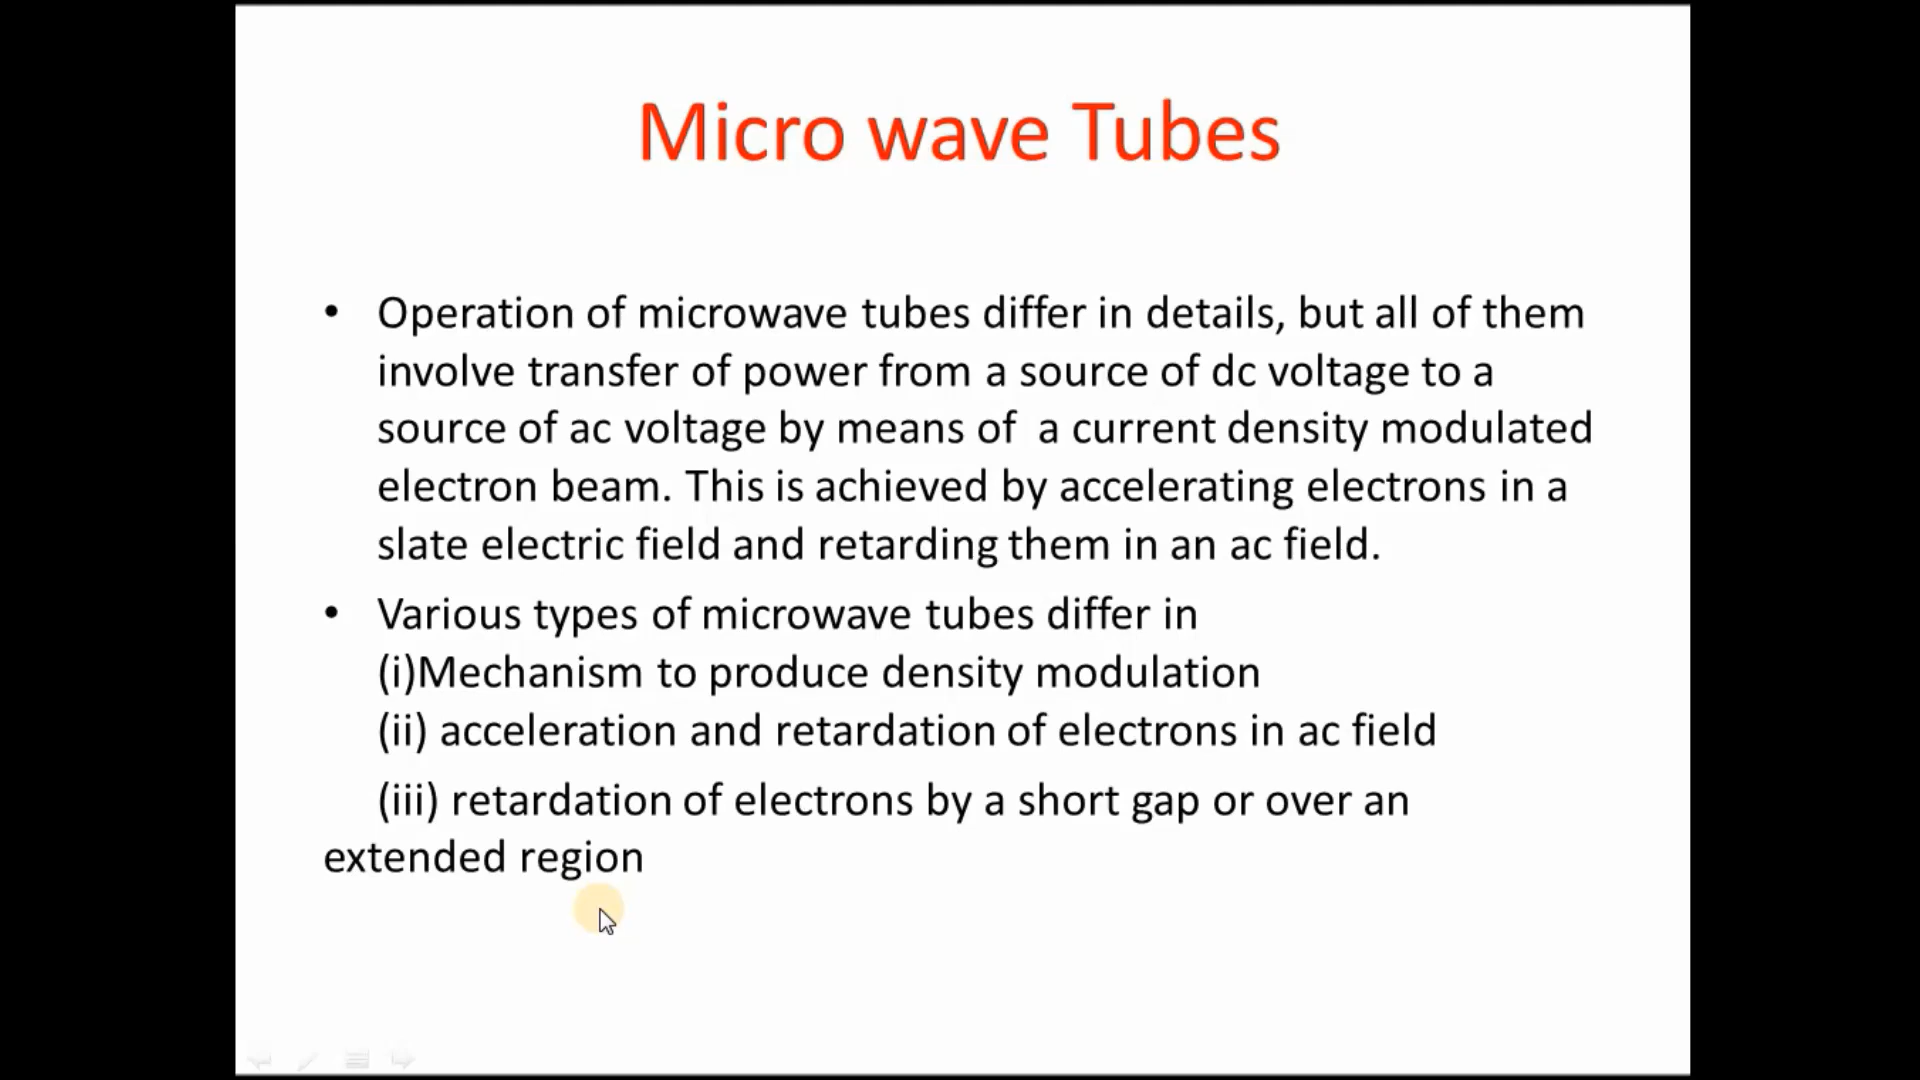 Micro wave Tubes
• Operation of microwave tubes differ in details, but all of them
involve transfer of power from a source of dc voltage to a
source of ac voltage by means of a current density modulated
electron beam. This is achieved by accelerating electrons in a
slate electric field and retarding them in an ac field.
• Various types of microwave tubes differ in
(i)Mechanism to produce density modulation
(ii) acceleration and retardation of electrons in ac field
(iii) retardation of electrons by a short gap or over an
extended region